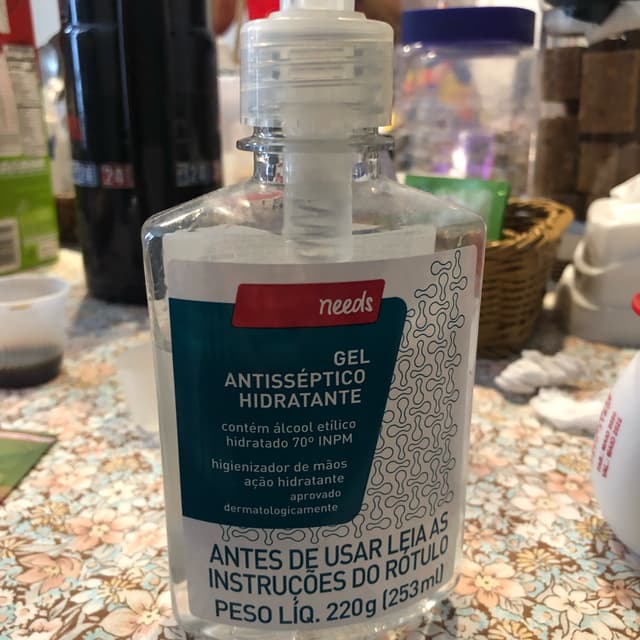 needs
GEL
ANTISSÉPTICO
HIDRATANTE
contém álcool etílico
hidratado 70º INPM
higienizador de mãos
ação hidratante
aprovado
dermatologicamente
ANTES DE USAR LEIA AS
INSTRUÇÕES DO RÓTULO
PESO LÍQ. 220g (253ml)